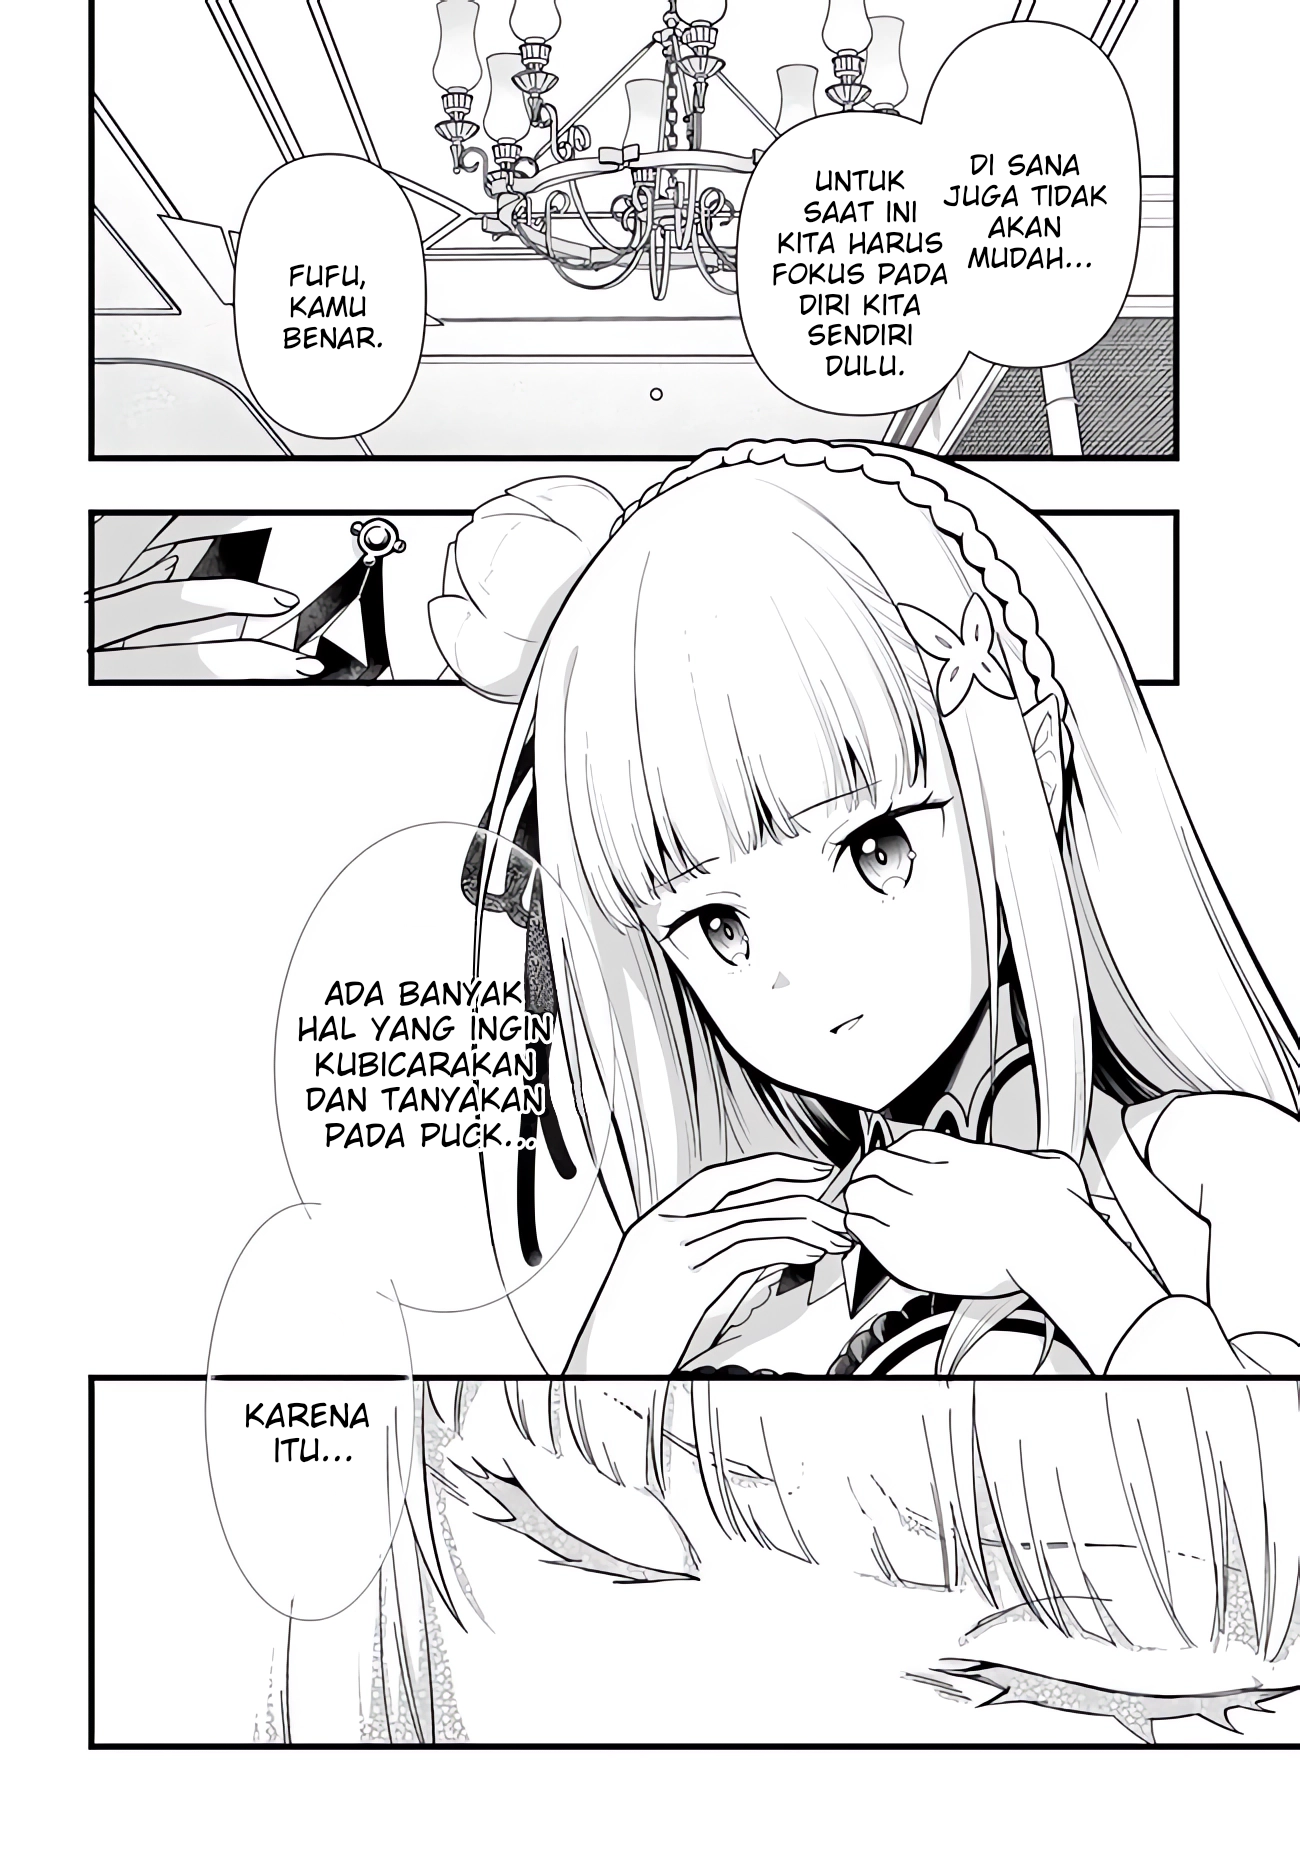 DI SANA
JUGA TIDAK
AKAN
MUDAH...
UNTUK
SAAT INI
KITA HARUS
FOKUS PADA
DIRI KITA
SENDIRI
DULU.
FUFU,
KAMU
BENAR.
ADA BANYAK
HAL YANG INGIN
KUBICARAKAN
DAN TANYAKAN
PADA PUCK...
KARENA
ITU...